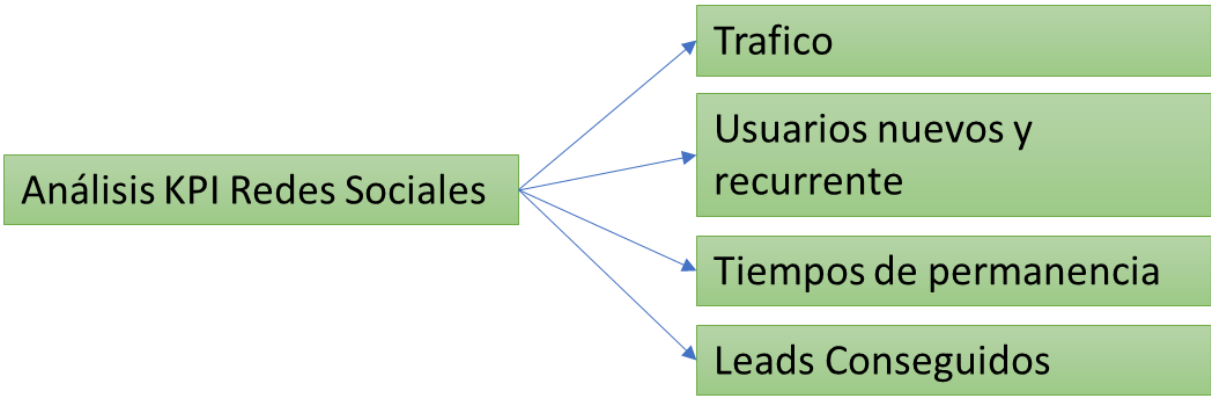 Trafico
Usuarios nuevos y
recurrente
Análisis KPI Redes Sociales
Tiempos de permanencia
Leads Conseguidos